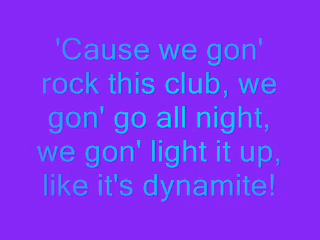 'Cause we gon'
rock this club, we
gon' go all night,
we gon' light it up,
like it's dynamite!